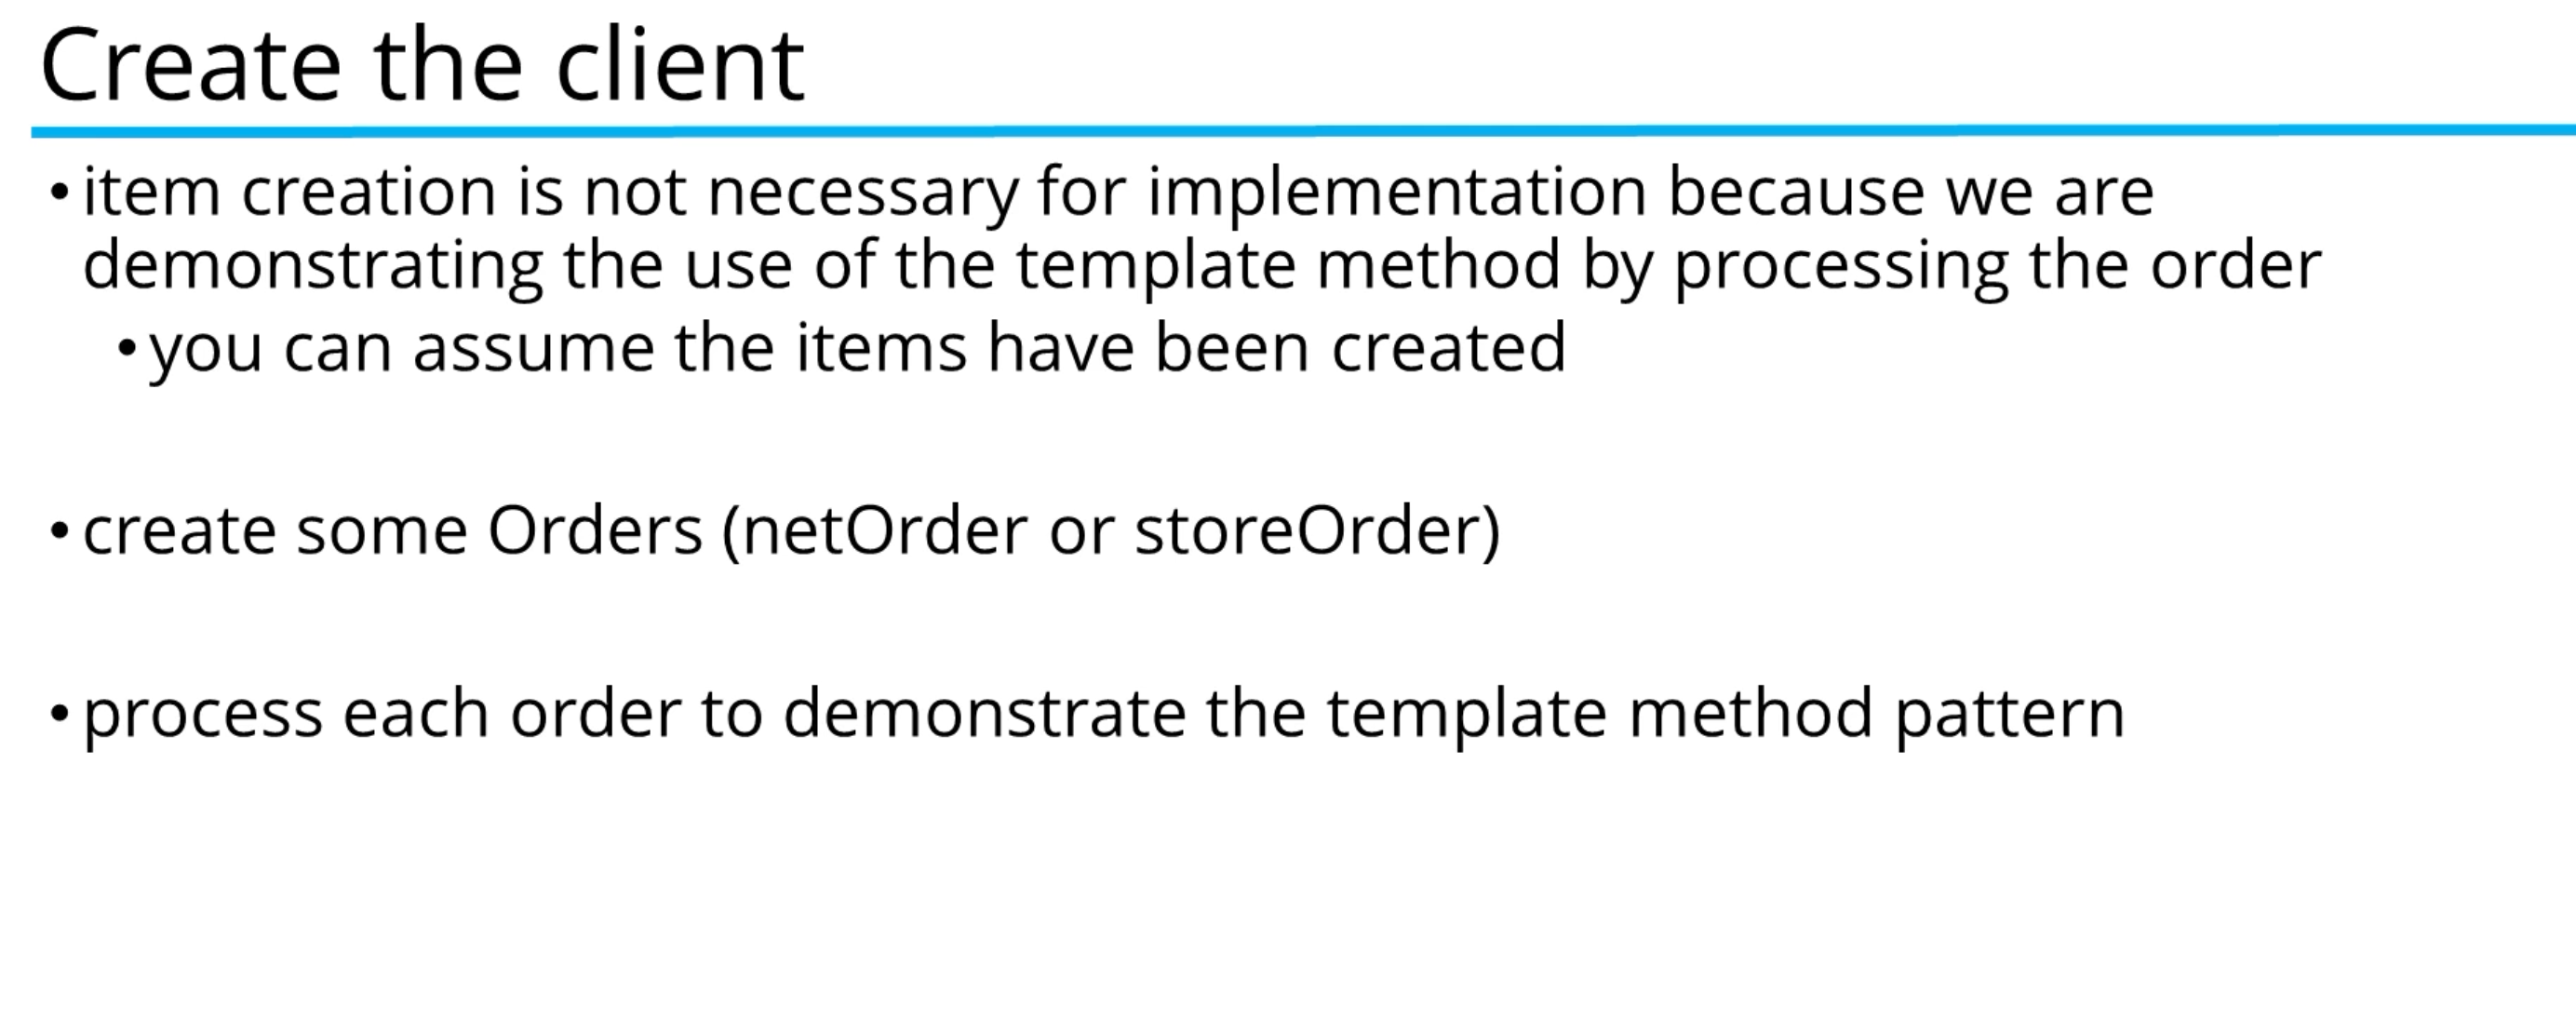 Create the client
• item creation is not necessary for implementation because we are
demonstrating the use of the template method by processing the order
• you can assume the items have been created
• create some Orders (netOrder or storeOrder)
• process each order to demonstrate the template method pattern